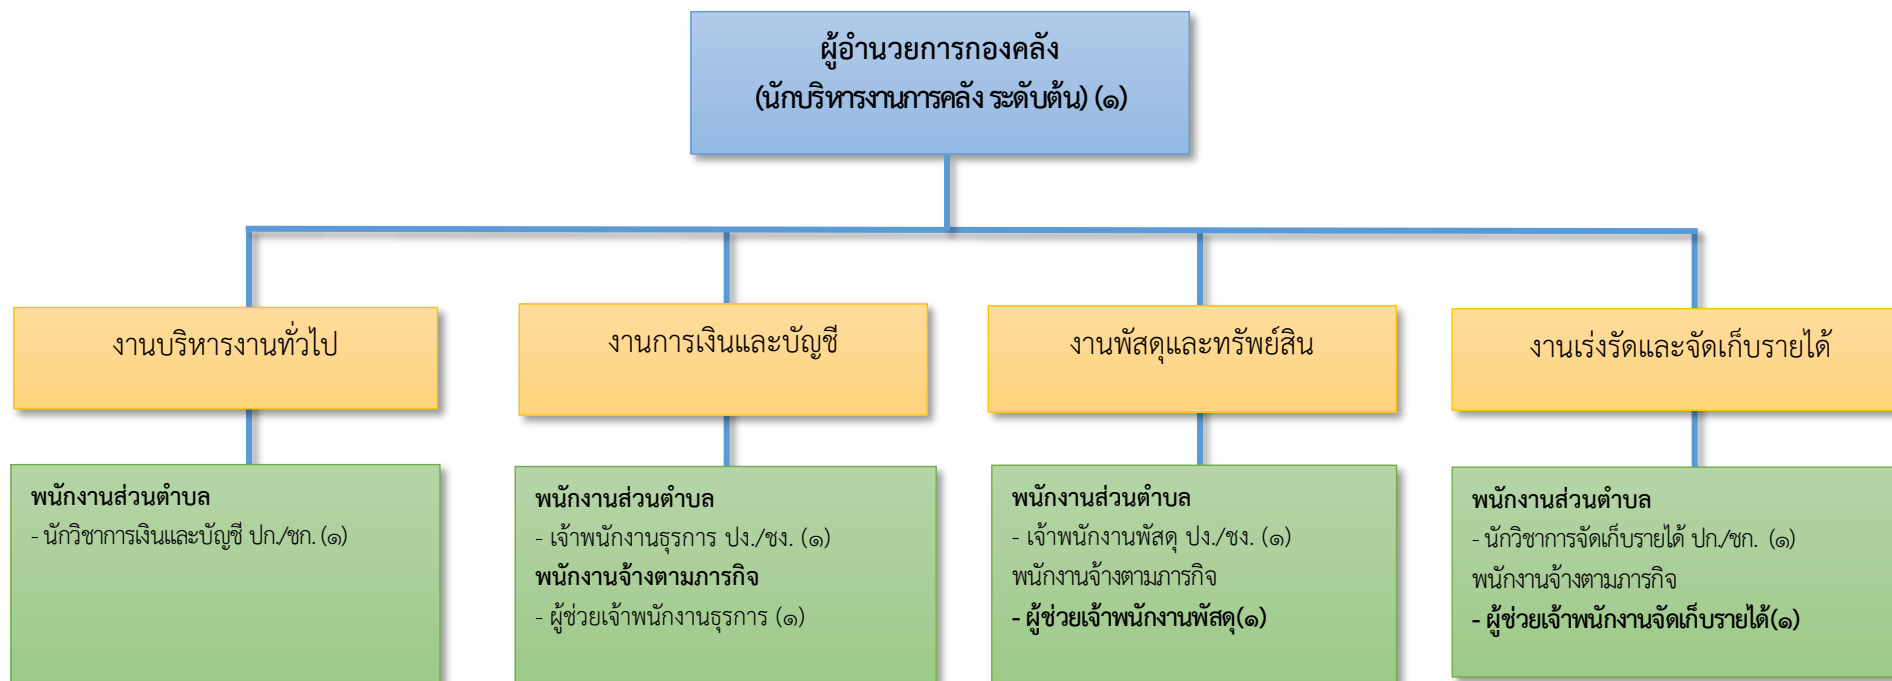 ผู้อำนวยการกองคลัง
(นักบริหารงานการคลัง ระดับต้น) (๑)
งานบริหารงานทั่วไป
งานการเงินและบัญชี
งานพัสดุและทรัพย์สิน
งานเร่งรัดและจัดเก็บรายได้
พนักงานส่วนตำบล
- นักวิชาการเงินและบัญชี ปก./ชก. (๑)
พนักงานส่วนตำบล
- เจ้าพนักงานธุรการ ปง./ชง. (๑)
พนักงานจ้างตามภารกิจ
- ผู้ช่วยเจ้าพนักงานธุรการ (๑)
พนักงานส่วนตำบล
- เจ้าพนักงานพัสดุ ปง./ชง. (๑)
พนักงานจ้างตามภารกิจ
- ผู้ช่วยเจ้าพนักงานพัสดุ(๑)
พนักงานส่วนตำบล
- นักวิชาการจัดเก็บรายได้ ปก./ชก. (๑)
พนักงานจ้างตามภารกิจ
- ผู้ช่วยเจ้าพนักงานจัดเก็บรายได้(๑)